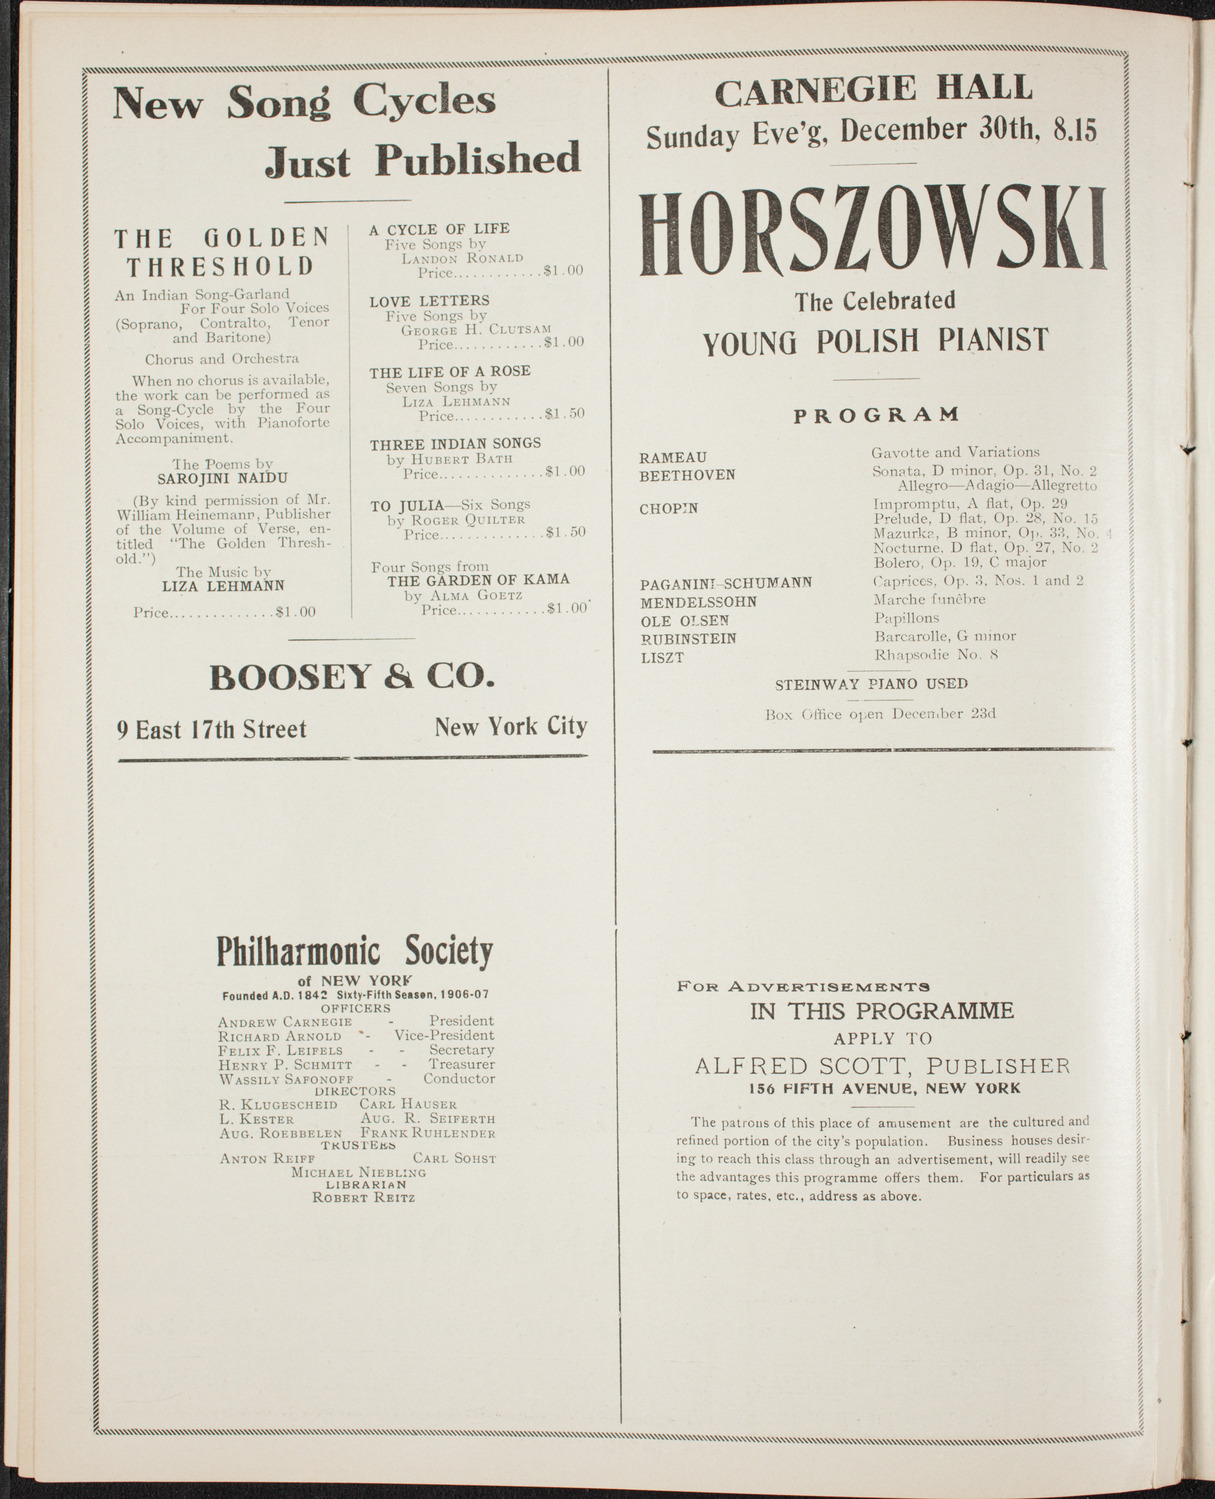 New Song Cycles
Just Published
THE GOLDEN
THRESHOLD
An Indian Song-Garland
For Four Solo Voices
(Soprano, Contralto, Tenor
and Baritone)
Chorus and Orchestra
When no chorus is available,
the work can be performed as
a Song-Cycle by the Four
Solo Voices, with Pianoforte
Accompaniment.
The Poems by
SAROJINI NAIDU
(By kind permission of Mr.
William Heinemann, Publisher
of the Volume of Verse, en-
titled "The Golden Thresh-
old.")
The Music by
LIZA LEHMANN
Price..............$1.00
A CYCLE OF LIFE
Five Songs by
LANDON RONALD
Price............$1.00
LOVE LETTERS
Five Songs by
GEORGE H. CLUTSAM
Price............$1.00
THE LIFE OF A ROSE
Seven Songs by
LIZA LEHMANN
Price............$1.50
THREE INDIAN SONGS
by HUBERT BATH
Price..............$1.00
TO JULIA—Six Songs
by ROGER QUILTER
Price..............$1.50
Four Songs from
THE GARDEN OF KAMA
by ALMA GOETZ
Price............$1.00
BOOSEY & CO.
9 East 17th Street New York City
CARNEGIE HALL
Sunday Eve'g, December 30th, 8.15
HORSZOWSKI
The Celebrated
YOUNG POLISH PIANIST
PROGRAM
RAMEAU Gavotte and Variations
BEETHOVEN Sonata, D minor, Op. 31, No. 2
Allegro—Adagio—Allegretto
CHOPIN Impromptu, A flat, Op. 29
Prelude, D flat, Op. 28, No. 15
Mazurka, B minor, Op. 33, No. 4
Nocturne, D flat, Op. 27, No. 2
Bolero, Op. 19, C major
PAGANINI-SCHUMANN Caprices, Op. 3, Nos. 1 and 2
MENDELSSOHN Marche funêbre
OLE OLSEN Papillons
RUBINSTEIN Barcarolle, G minor
LISZT Rhapsodie No. 8
STEINWAY PIANO USED
Box Office open December 23d
Philharmonic Society
of NEW YORK
Founded A.D. 1842 Sixty-Fifth Season, 1906-07
OFFICERS
ANDREW CARNEGIE - President
RICHARD ARNOLD - Vice-President
FELIX F. LEIFELS - - Secretary
HENRY P. SCHMITT - - Treasurer
WASSILY SAFONOFF - Conductor
DIRECTORS
R. KLUGESCHEID CARL HAUSER
L. KESTER AUG. R. SEIFERTH
AUG. ROEBBELEN FRANK RUHLENDER
TRUSTEES
ANTON REIFF CARL SOHST
MICHAEL NIEBLING
LIBRARIAN
ROBERT REITZ
FOR ADVERTISEMENTS
IN THIS PROGRAMME
APPLY TO
ALFRED SCOTT, PUBLISHER
156 FIFTH AVENUE, NEW YORK
The patrons of this place of amusement are the cultured and
refined portion of the city's population. Business houses desir-
ing to reach this class through an advertisement, will readily see
the advantages this programme offers them. For particulars as
to space, rates, etc., address as above.